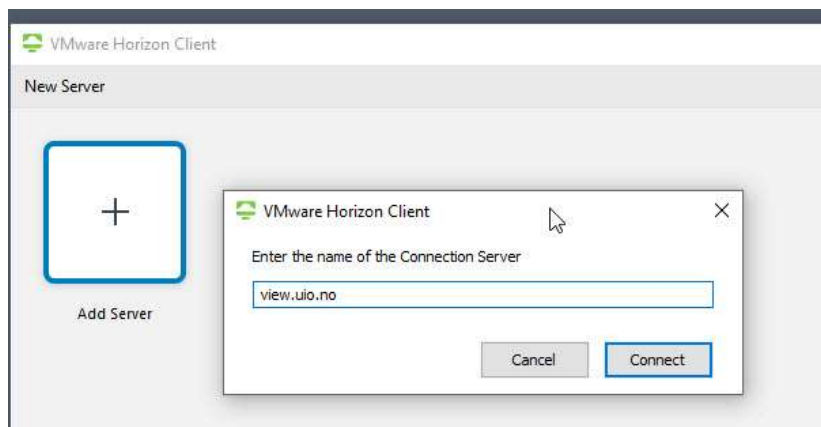 VMware Horizon Client
New Server
VMware Horizon Client
Enter the name of the Connection Server
view.uio.no
Add Server
Cancel Connect